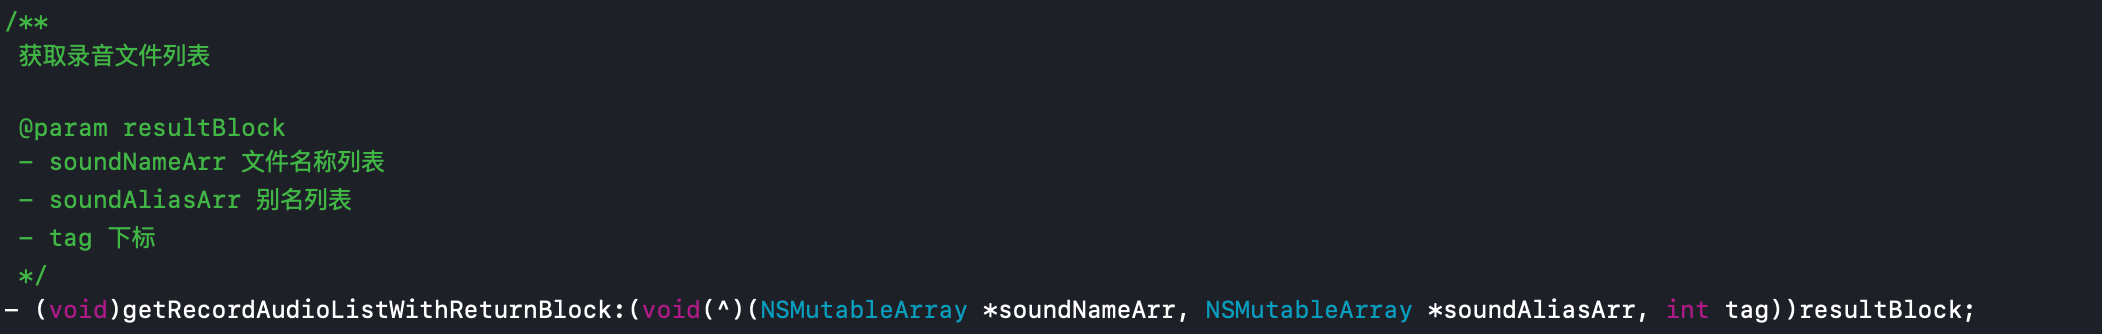 /**
 获取录音文件列表

 @param resultBlock
 - soundNameArr 文件名称列表
 - soundAliasArr 别名列表
 - tag 下标
 */
- (void)getRecordAudioListWithReturnBlock:(void(^)(NSMutableArray *soundNameArr, NSMutableArray *soundAliasArr, int tag))resultBlock;